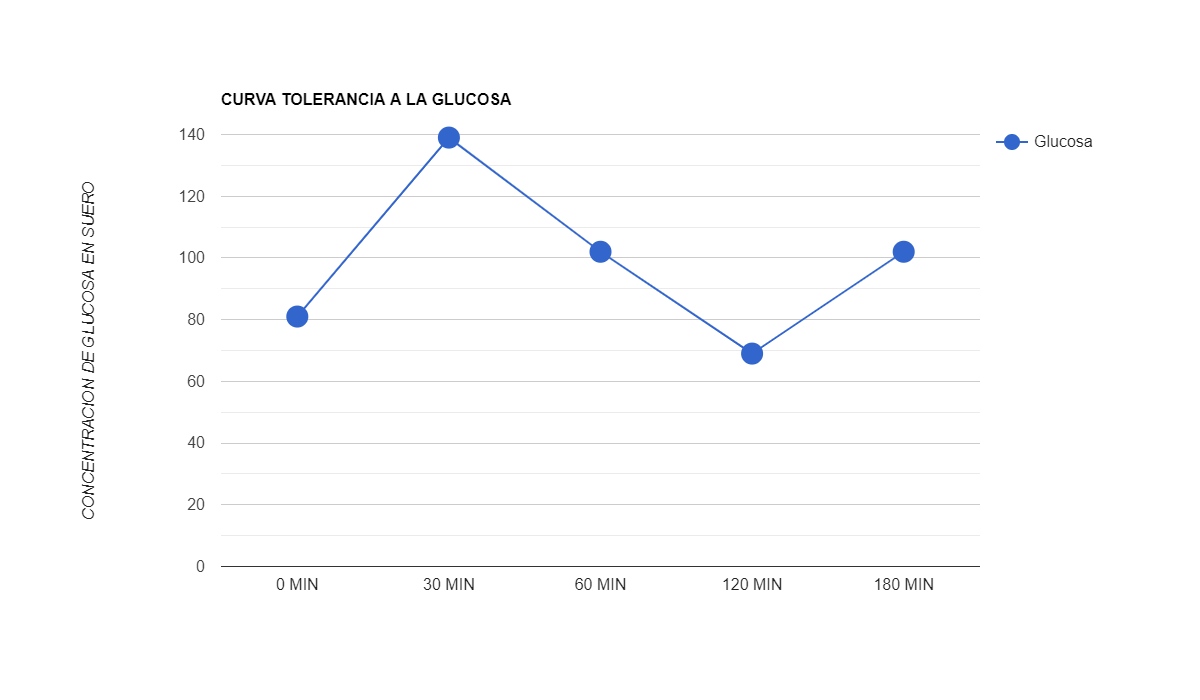 CURVA TOLERANCIA A LA GLUCOSA
Glucosa
CONCENTRACION DE GLUCOSA EN SUERO
140
120
100
80
60
40
20
0
0 MIN 30 MIN 60 MIN 120 MIN 180 MIN